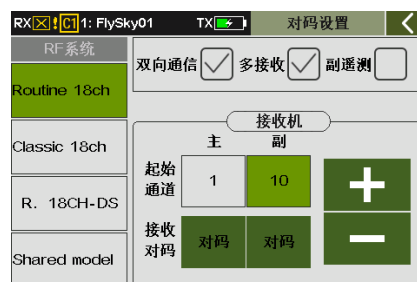 RX C1 1: FlySky01 TX 对码设置
RF系统
Routine 18ch
Classic 18ch
R. 18CH-DS
Shared model
双向通信 多接收 副遥测
接收机
主 副
起始通道 1 10
接收对码 对码 对码